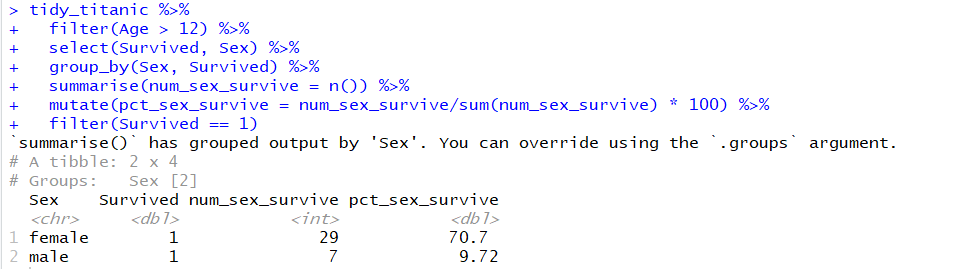 > tidy_titanic %>%
+   filter(Age > 12) %>%
+   select(Survived, Sex) %>%
+   group_by(Sex, Survived) %>%
+   summarise(num_sex_survive = n()) %>%
+   mutate(pct_sex_survive = num_sex_survive/sum(num_sex_survive) * 100) %>%
+   filter(Survived == 1)
`summarise()` has grouped output by 'Sex'. You can override using the `.groups` argument.
# A tibble: 2 x 4
# Groups:   Sex [2]
  Sex    Survived num_sex_survive pct_sex_survive
  <chr>     <dbl>           <int>           <dbl>
1 female        1              29           70.7
2 male          1               7            9.72